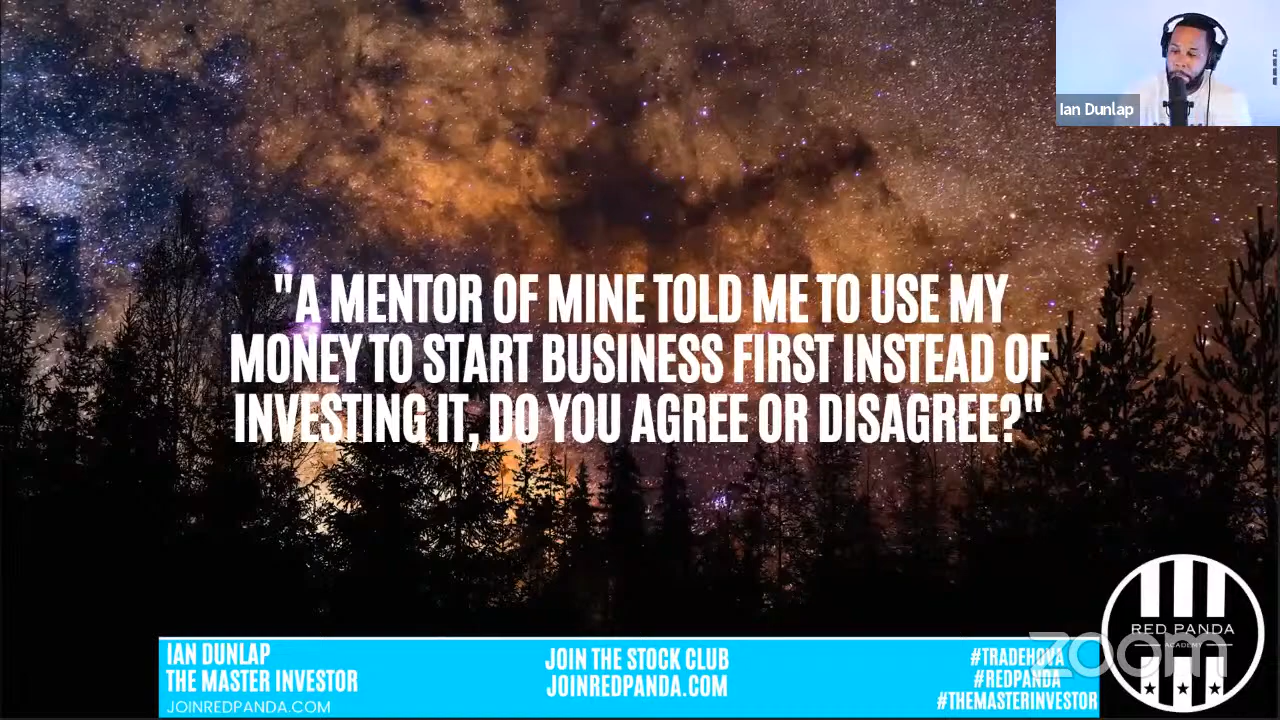 Ian Dunlap
"A MENTOR OF MINE TOLD ME TO USE MY
MONEY TO START BUSINESS FIRST INSTEAD OF
INVESTING IT, DO YOU AGREE OR DISAGREE?"
IAN DUNLAP
THE MASTER INVESTOR
JOINREDPANDA.COM
JOIN THE STOCK CLUB
JOINREDPANDA.COM
#TRADEHOVA
#REDPANDA
#THEMASTERINVESTOR
RED PANDA
ACADEMY
zoom